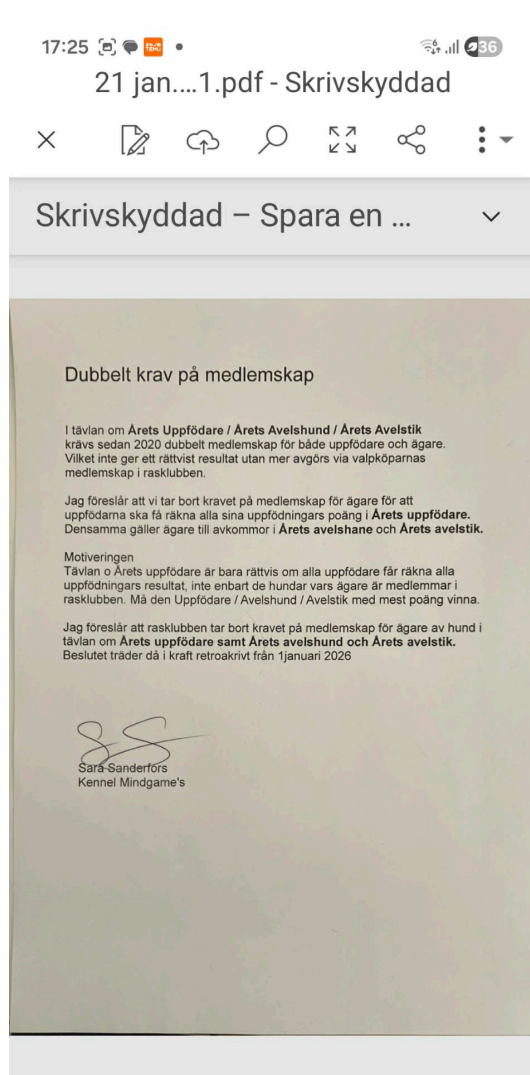 17:25
36
21 jan....1.pdf - Skrivskyddad
Skrivskyddad – Spara en ...
Dubbelt krav på medlemskap
I tävlan om Årets Uppfödare / Årets Avelshund / Årets Avelstik
krävs sedan 2020 dubbelt medlemskap för både uppfödare och ägare.
Vilket inte ger ett rättvist resultat utan mer avgörs via valpköparnas
medlemskap i rasklubben.
Jag föreslår att vi tar bort kravet på medlemskap för ägare för att
uppfödarna ska få räkna alla sina uppfödningars poäng i Årets uppfödare.
Densamma gäller ägare till avkommor i Årets avelshane och Årets avelstik.
Motiveringen
Tävlan o Årets uppfödare är bara rättvis om alla uppfödare får räkna alla
uppfödningars resultat, inte enbart de hundar vars ägare är medlemmar i
rasklubben. Må den Uppfödare / Avelshund / Avelstik med mest poäng vinna.
Jag föreslår att rasklubben tar bort kravet på medlemskap för ägare av hund i
tävlan om Årets uppfödare samt Årets avelshund och Årets avelstik.
Beslutet träder då i kraft retroakrivt från 1januari 2026
Sara Sanderfors
Kennel Mindgame's